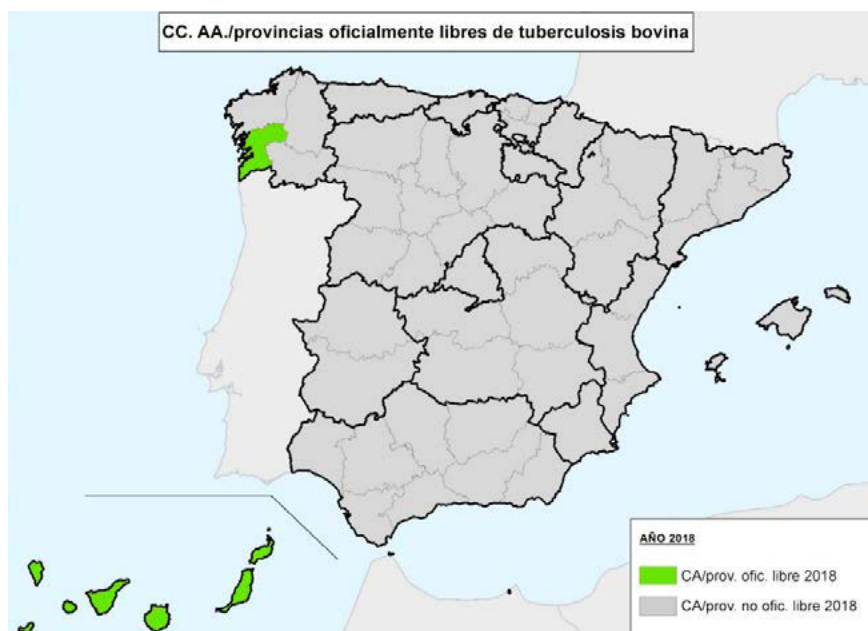 CC. AA./provincias oficialmente libres de tuberculosis bovina
AÑO 2018
CA/prov. ofic. libre 2018
CA/prov. no ofic. libre 2018